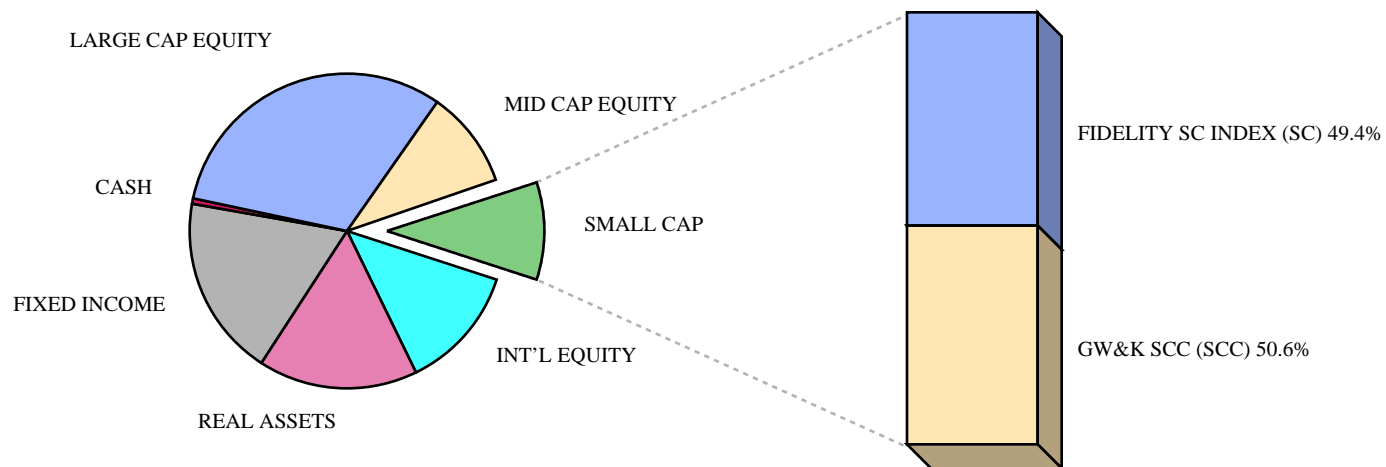 LARGE CAP EQUITY
MID CAP EQUITY
FIDELITY SC INDEX (SC) 49.4%
CASH
SMALL CAP
FIXED INCOME
INT'L EQUITY
GW&K SCC (SCC) 50.6%
REAL ASSETS